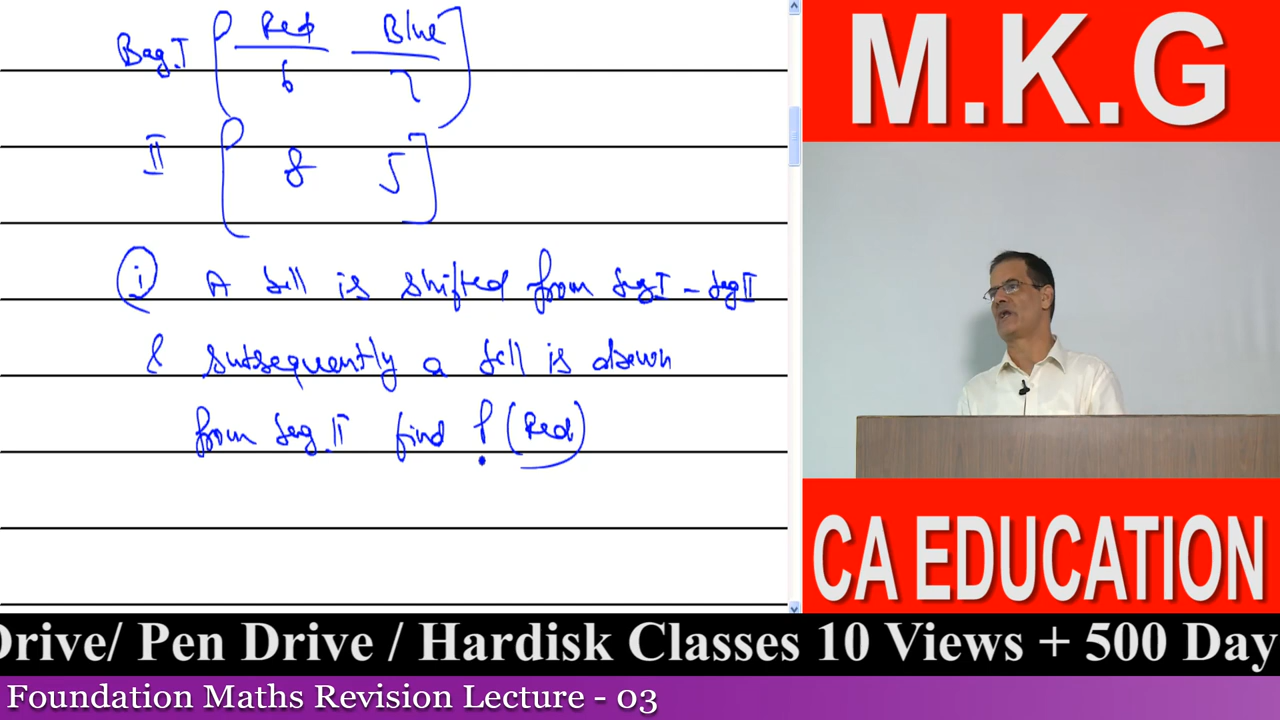 Bag I Red Blue
6 7
II 8 5
i A ball is shifted from bag I - bag II
& subsequently a ball is drawn
from bag II find P (Red)
M.K.G
CA EDUCATION
Drive/ Pen Drive / Hardisk Classes 10 Views + 500 Day
Foundation Maths Revision Lecture - 03